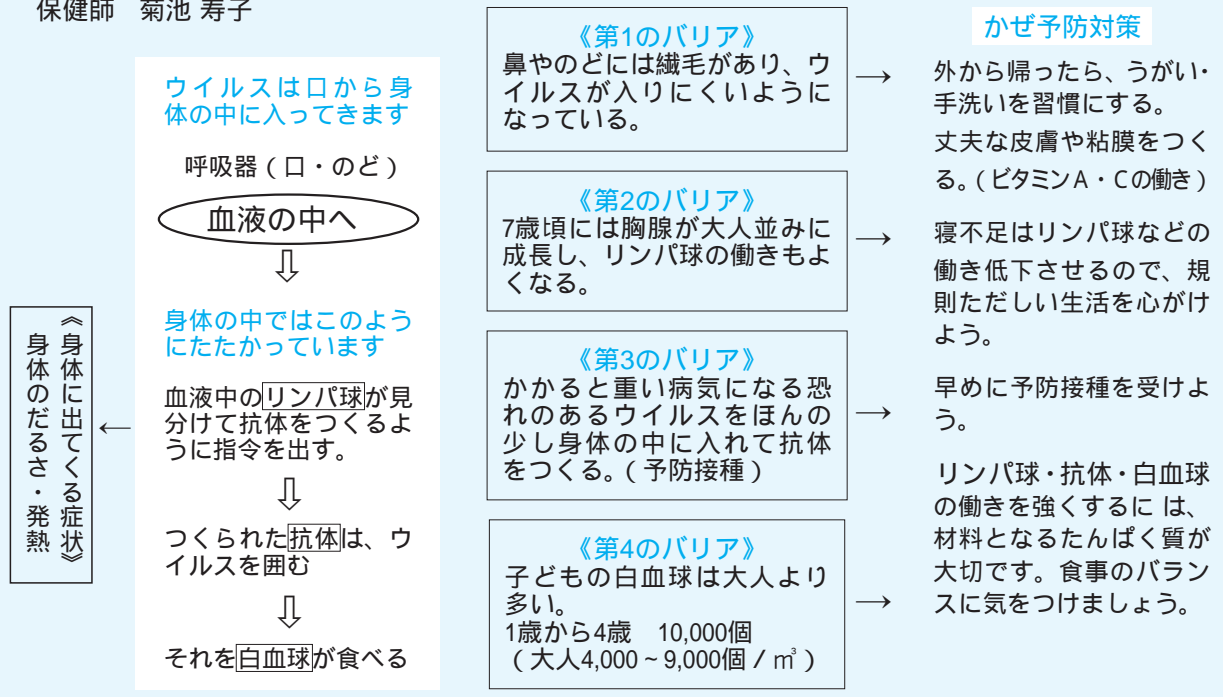 保健師　菊池 寿子
ウイルスは口から身
体の中に入ってきます
呼吸器（口・のど）
血液の中へ
⇩
身体の中ではこのよう
にたたかっています
血液中のリンパ球が見
分けて抗体をつくるよ
うに指令を出す。
⇩
つくられた抗体は、ウ
イルスを囲む
⇩
それを白血球が食べる
←
《身体に出てくる症状》
身体のだるさ・発熱
《第1のバリア》
鼻やのどには繊毛があり、ウ
イルスが入りにくいように
なっている。
→
《第2のバリア》
7歳頃には胸腺が大人並みに
成長し、リンパ球の働きもよ
くなる。
→
《第3のバリア》
かかると重い病気になる恐
れのあるウイルスをほんの
少し身体の中に入れて抗体
をつくる。（予防接種）
→
《第4のバリア》
子どもの白血球は大人より
多い。
1歳から4歳　10,000個
（大人4,000～9,000個／㎥）
→
かぜ予防対策
外から帰ったら、うがい・
手洗いを習慣にする。
丈夫な皮膚や粘膜をつく
る。（ビタミンA・Cの働き）
寝不足はリンパ球などの
働き低下させるので、規
則ただしい生活を心がけ
よう。
早めに予防接種を受けよ
う。
リンパ球・抗体・白血球
の働きを強くするに は、
材料となるたんぱく質が
大切です。食事のバラン
スに気をつけましょう。